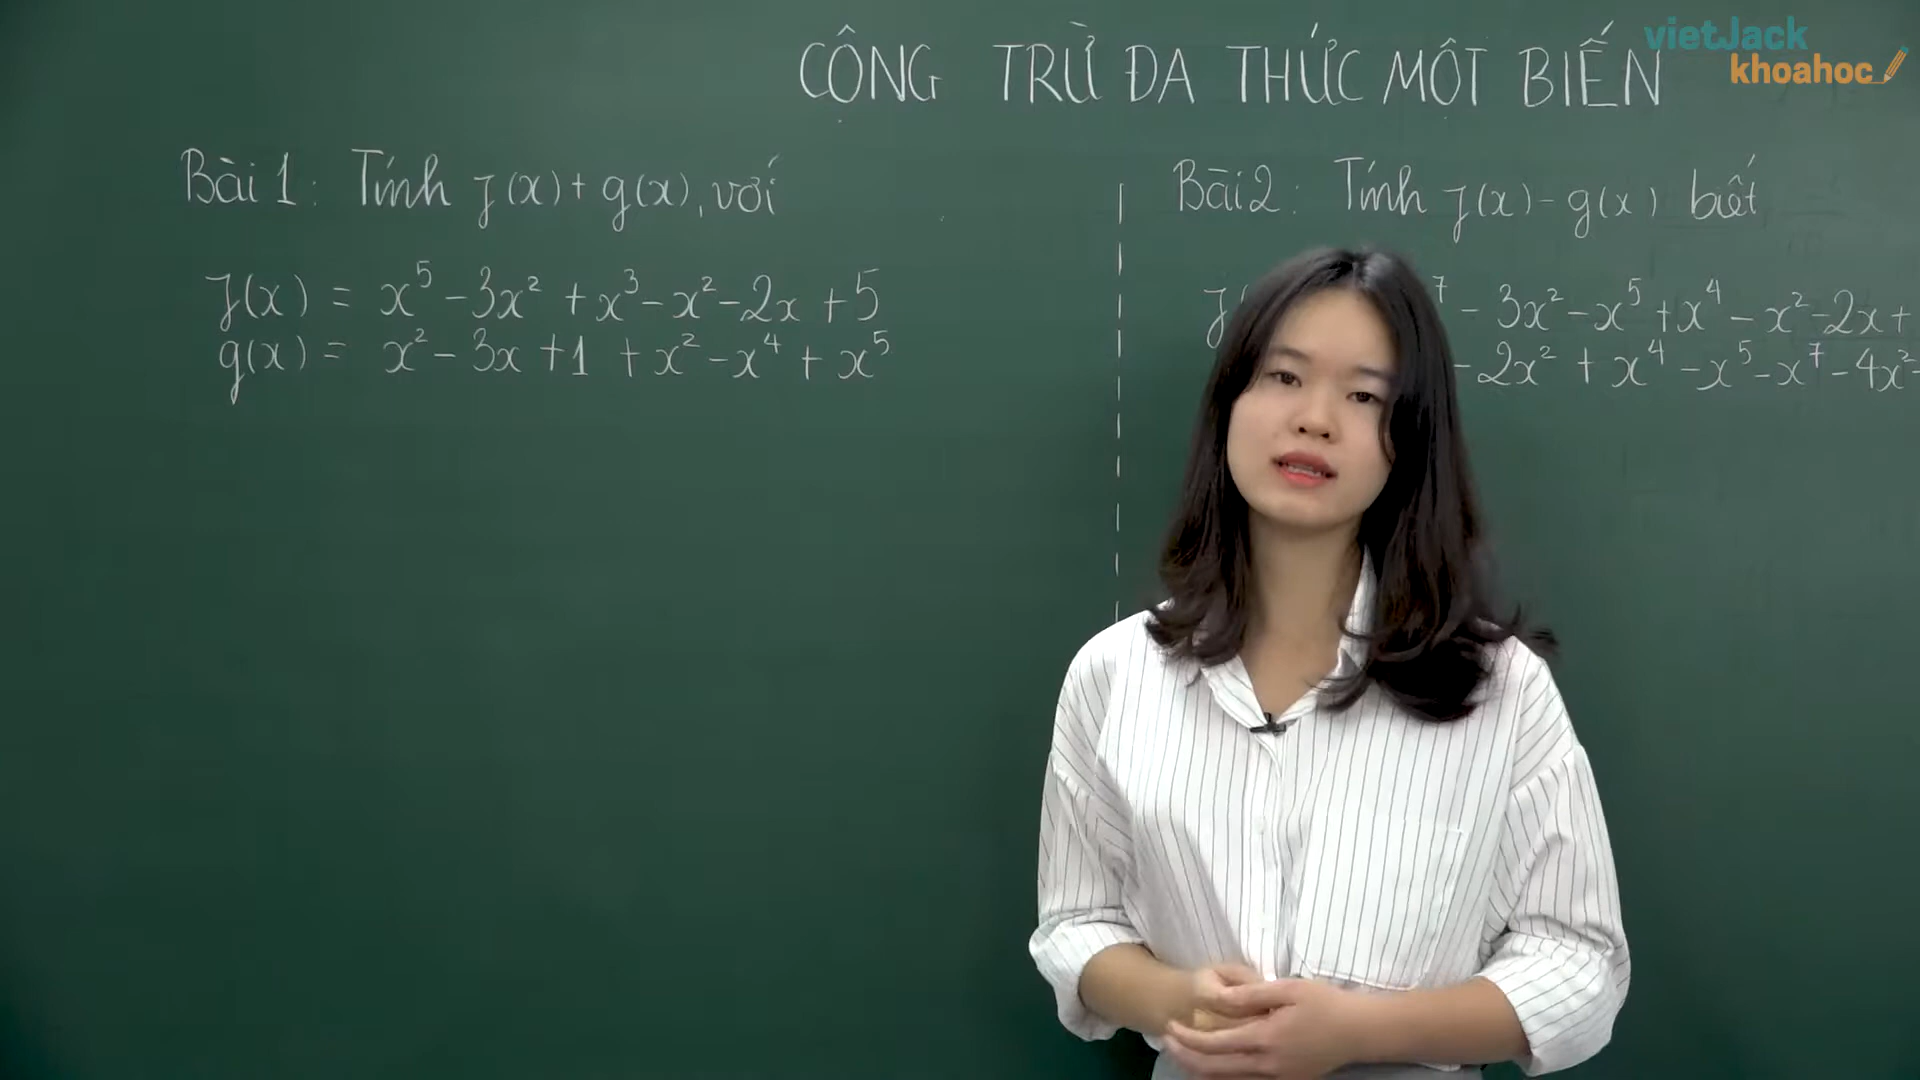 vietJack
khoahoc
CỘNG TRỪ ĐA THỨC MỘT BIẾN
Bài 1: Tính f(x) + g(x), với
f(x) = x⁵ - 3x² + x³ - x² - 2x + 5
g(x) = x² - 3x + 1 + x² - x⁴ + x⁵
Bài 2: Tính f(x) - g(x) biết
⁷ - 3x² - x⁵ + x⁴ - x² - 2x +
- 2x² + x⁴ - x⁵ - x⁷ - 4x² -